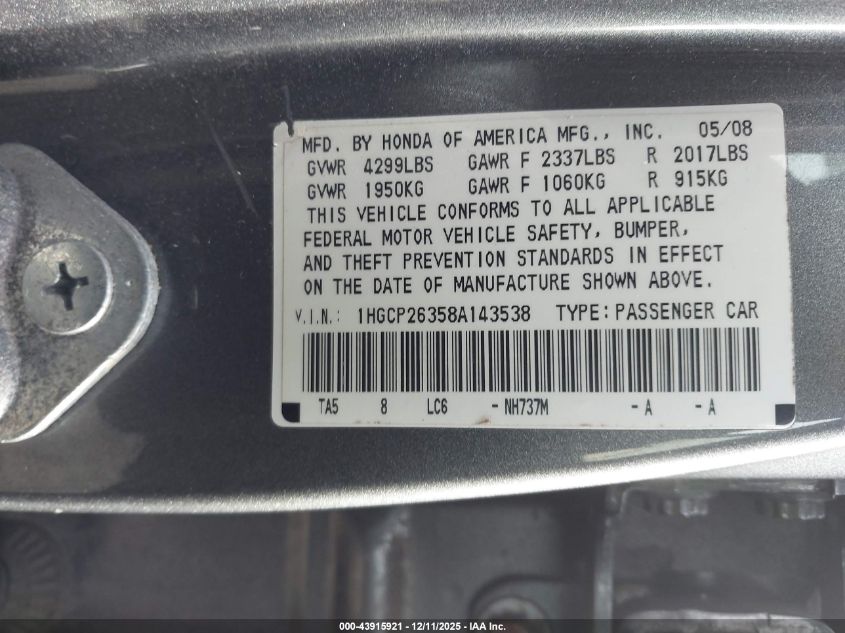 MFD. BY HONDA OF AMERICA MFG., INC. 05/08
GVWR 4299LBS GAWR F 2337LBS R 2017LBS
GVWR 1950KG GAWR F 1060KG R 915KG
THIS VEHICLE CONFORMS TO ALL APPLICABLE
FEDERAL MOTOR VEHICLE SAFETY, BUMPER,
AND THEFT PREVENTION STANDARDS IN EFFECT
ON THE DATE OF MANUFACTURE SHOWN ABOVE.
V.I.N.: 1HGCP26358A143538 TYPE: PASSENGER CAR
TA5 8 LC6 - NH737M - A - A
000-43915921 - 12/11/2025 - IAA Inc.